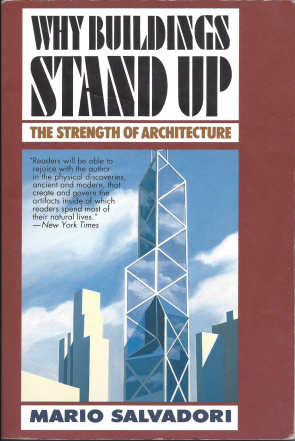 WHY BUILDINGS
STAND UP
THE STRENGTH OF ARCHITECTURE
"Readers will be able to
rejoice with the author
in the physical discoveries,
ancient and modern, that
create and govern the
artifacts inside of which
readers spend most of
their natural lives."
—New York Times
MARIO SALVADORI